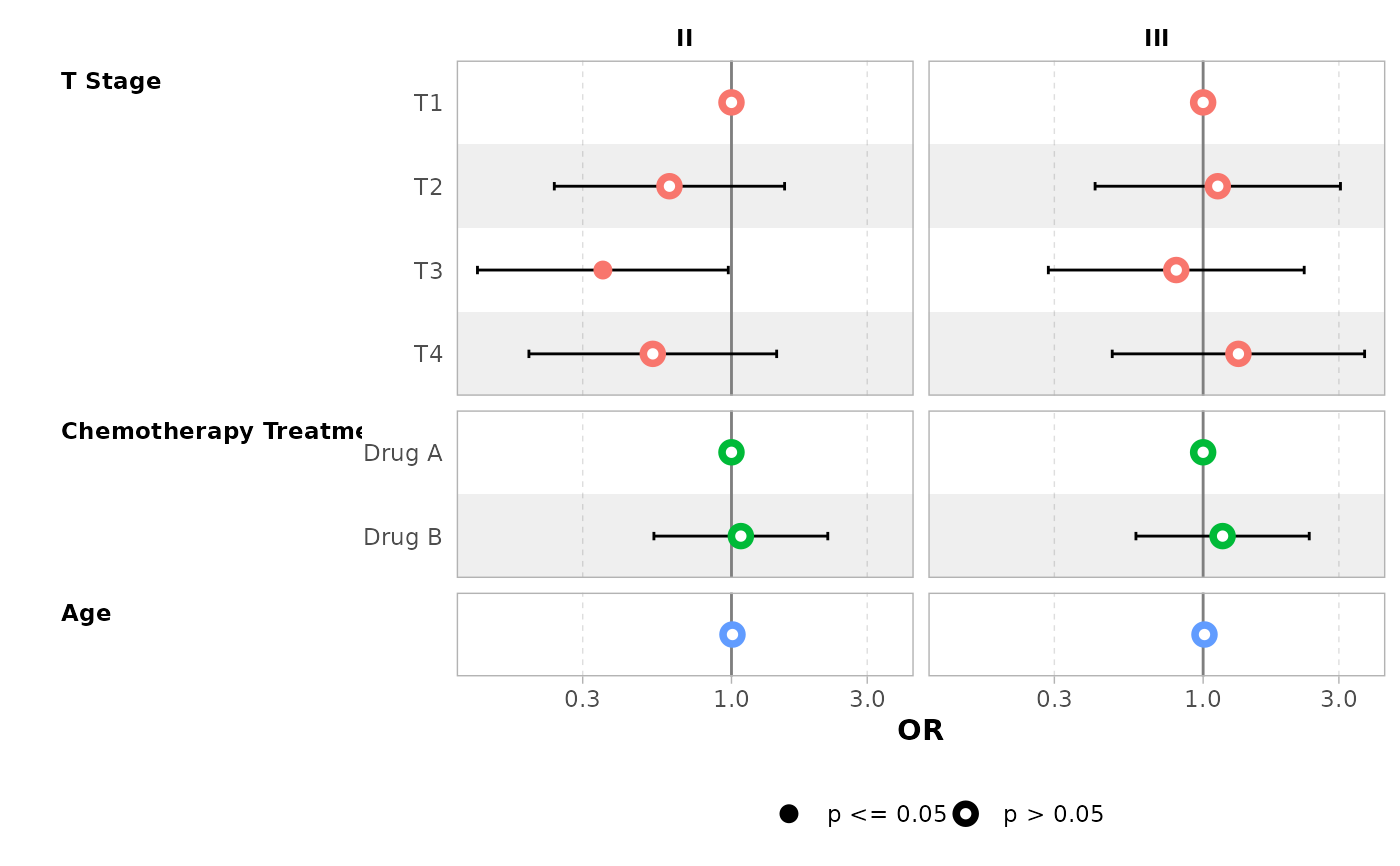 II III
T Stage
T1
T2
T3
T4
Chemotherapy Treatme
Drug A
Drug B
Age
0.3 1.0 3.0 0.3 1.0 3.0
OR
p <= 0.05 p > 0.05